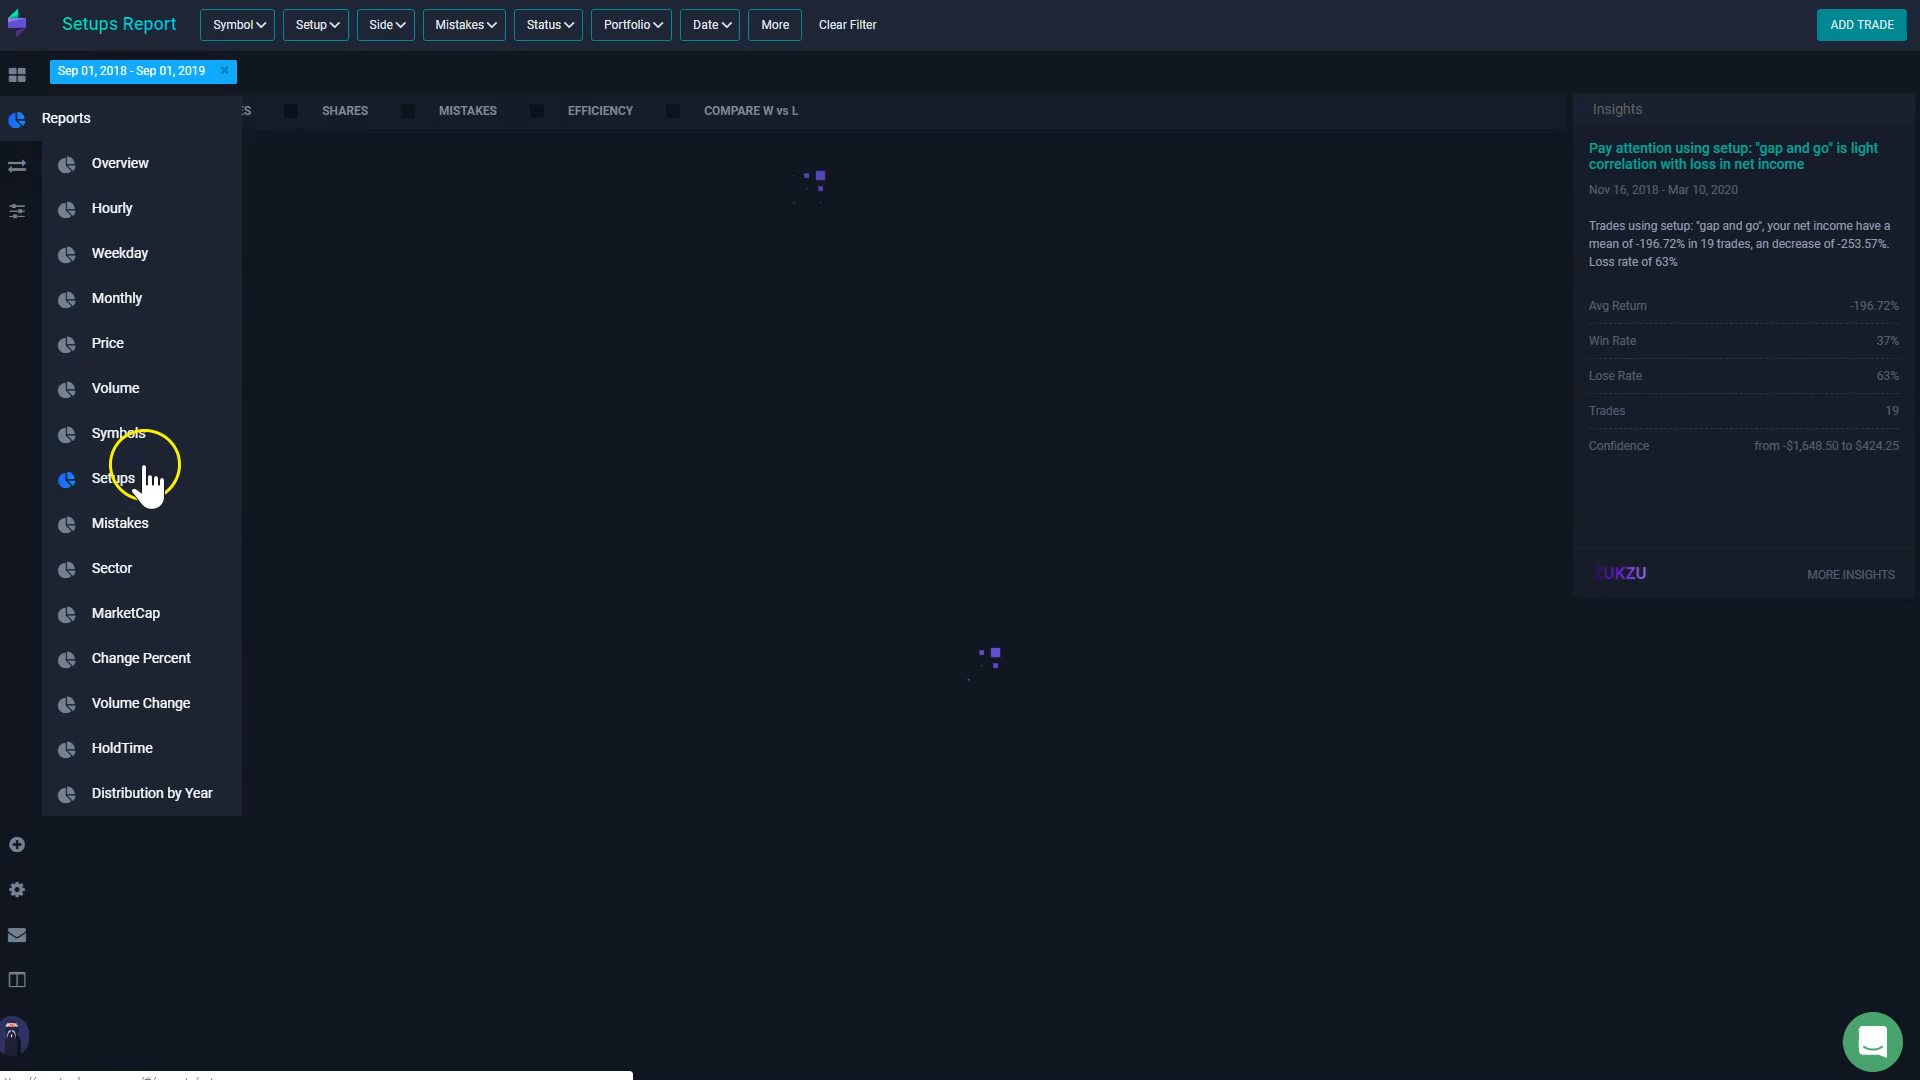 Setups Report
Symbol
Setup
Side
Mistakes
Status
Portfolio
Date
More
Clear Filter
ADD TRADE
Sep 01, 2018 - Sep 01, 2019
Reports
SHARES
MISTAKES
EFFICIENCY
COMPARE W vs L
Overview
Hourly
Weekday
Monthly
Price
Volume
Symbols
Setups
Mistakes
Sector
MarketCap
Change Percent
Volume Change
HoldTime
Distribution by Year
Insights
Pay attention using setup: "gap and go" is light
correlation with loss in net income
Nov 16, 2018 - Mar 10, 2020
Trades using setup: "gap and go", your net income have a
mean of -196.72% in 19 trades, an decrease of -253.57%.
Loss rate of 63%
Avg Return -196.72%
Win Rate 37%
Lose Rate 63%
Trades 19
Confidence from -$1,648.50 to $424.25
ZUKZU
MORE INSIGHTS